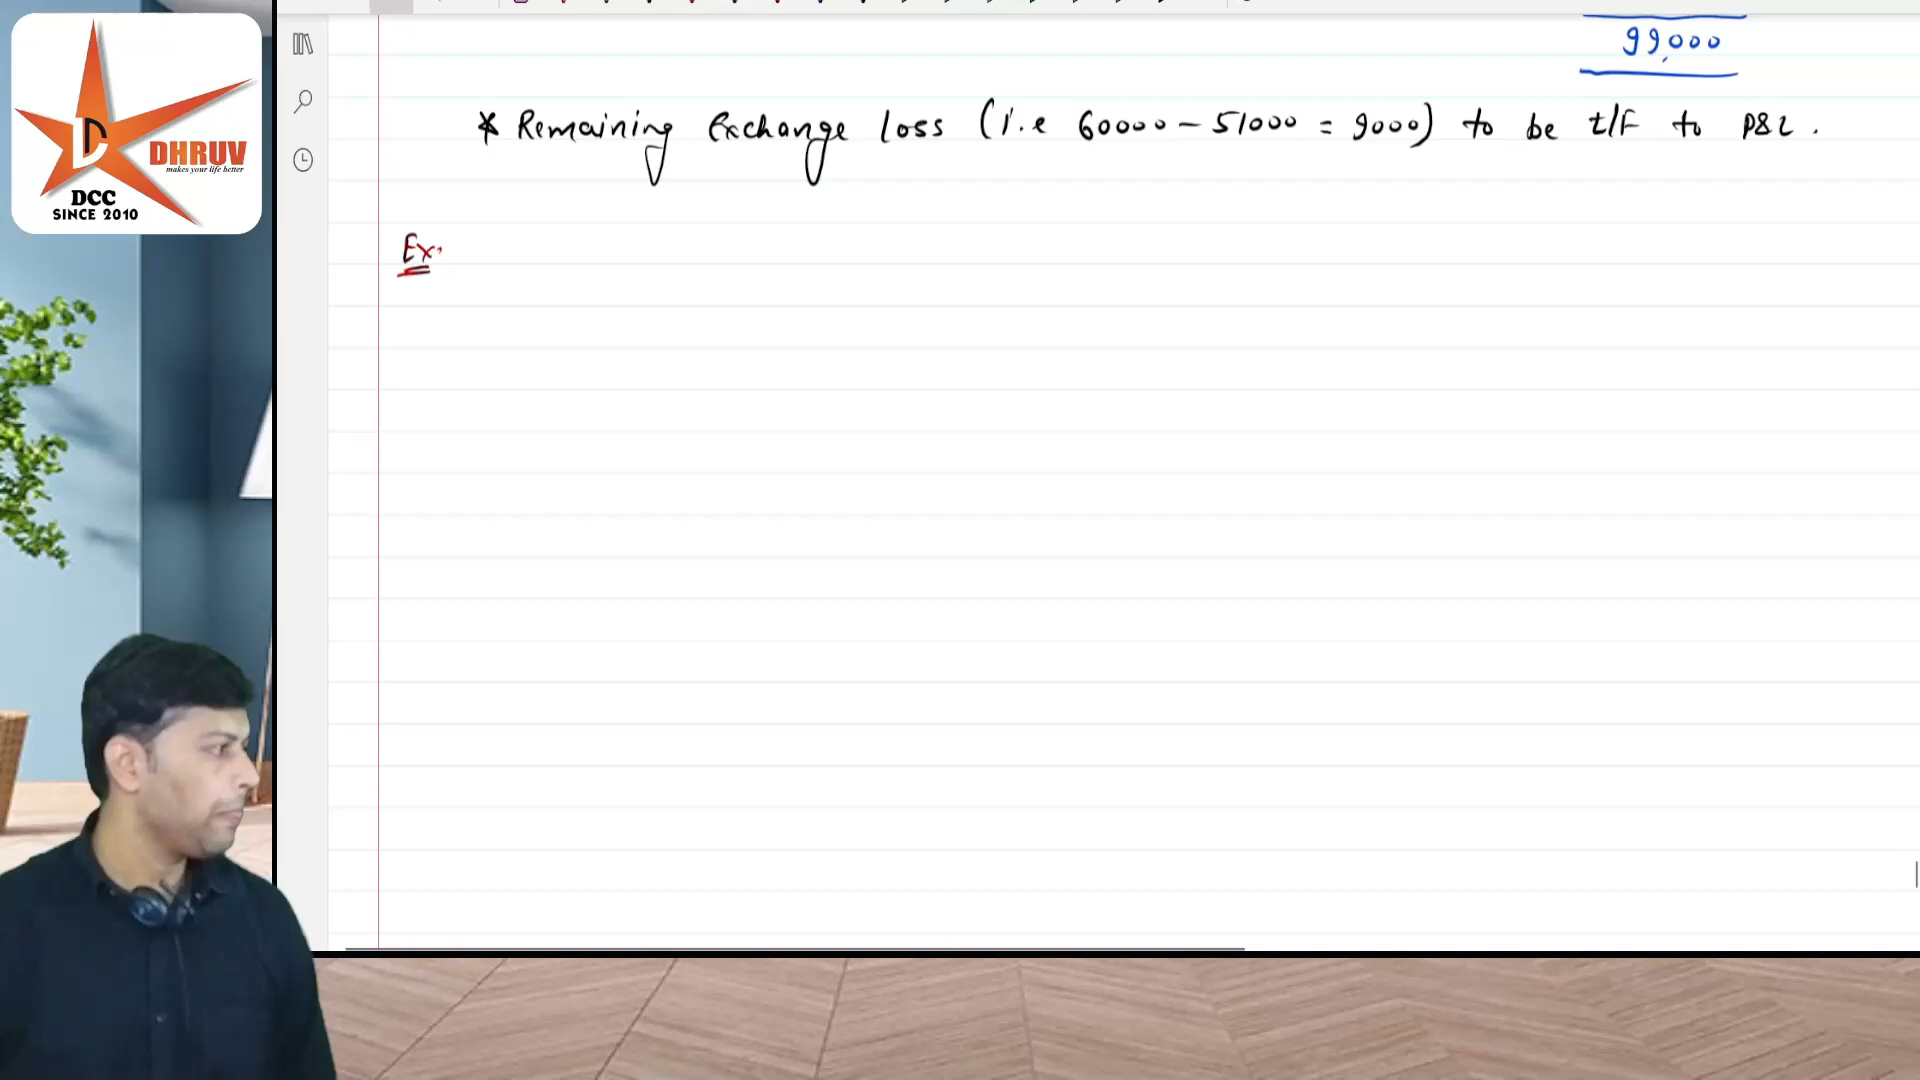 DHRUV
makes your life better
DCC
SINCE 2010
99,000
* Remaining Exchange loss (i.e 60000 - 51000 = 9000) to be t/f to P&L.
Ex.